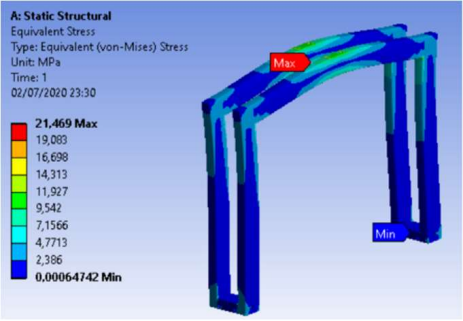 A: Static Structural
Equivalent Stress
Type: Equivalent (von-Mises) Stress
Unit: MPa
Time: 1
02/07/2020 23:30
21,469 Max
19,083
16,698
14,313
11,927
9,542
7,1566
4,7713
2,386
0,00064742 Min
Max
Min